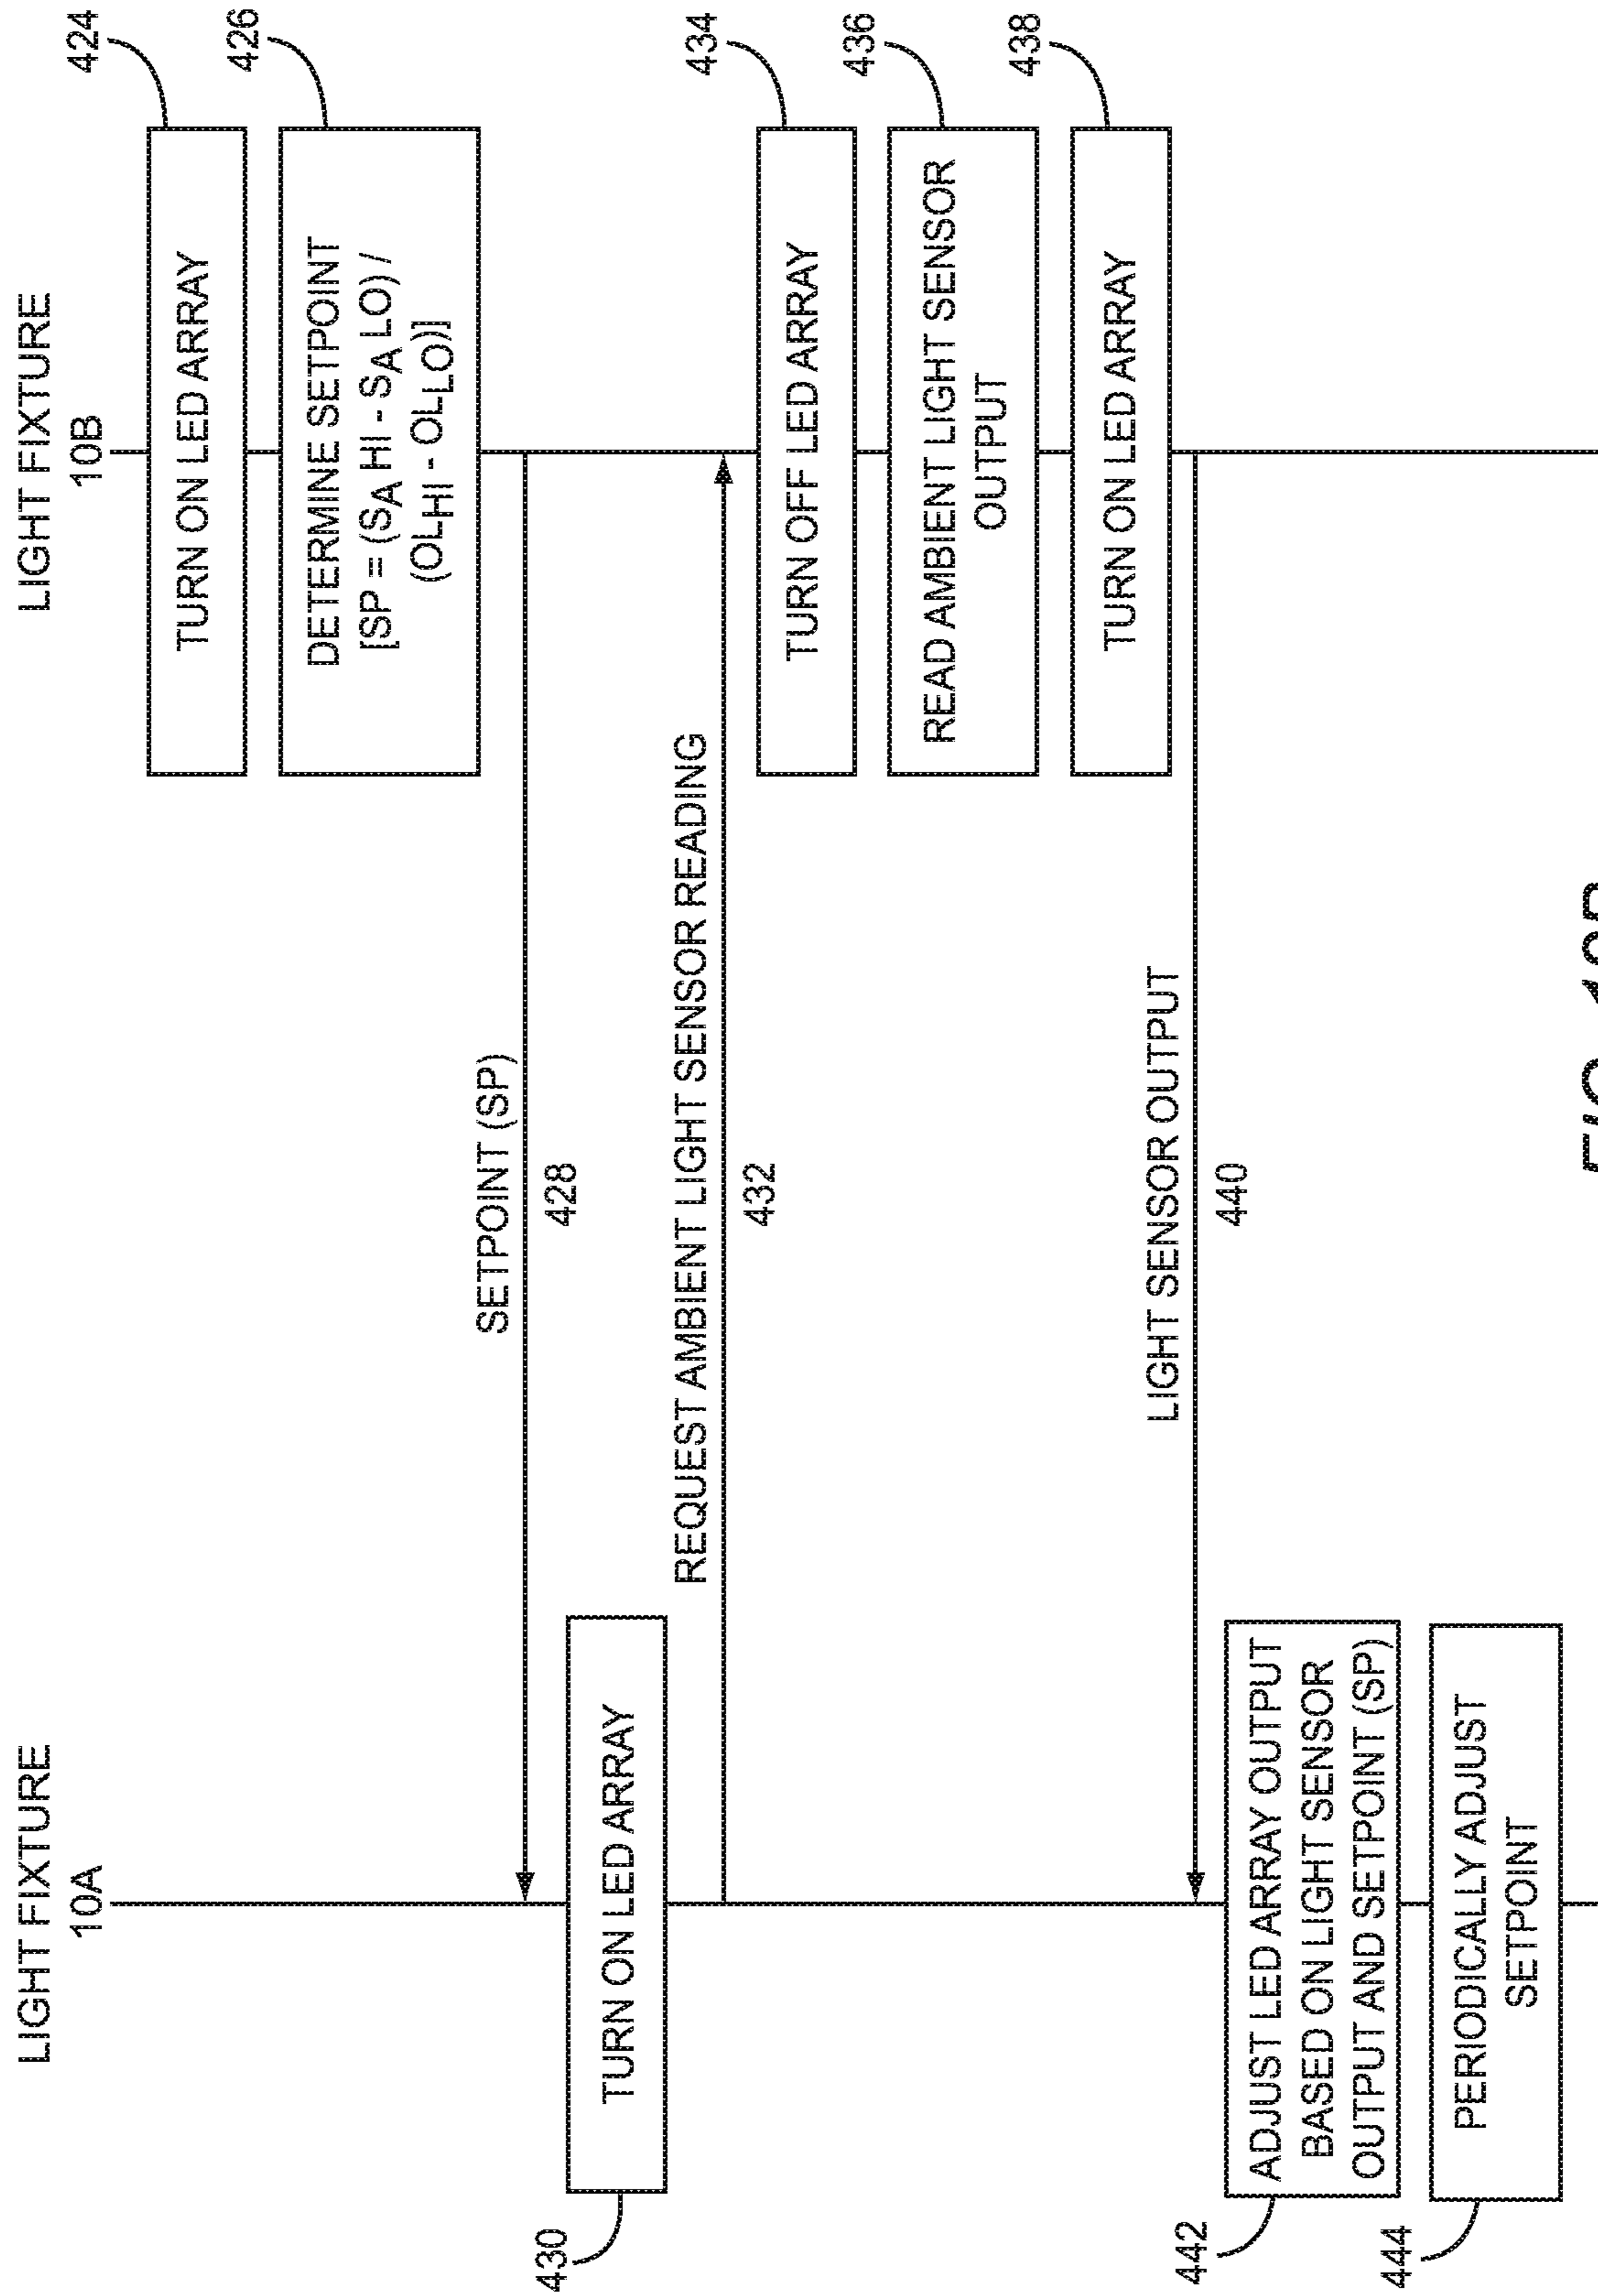 LIGHT FIXTURE
10A
LIGHT FIXTURE
10B
TURN ON LED ARRAY
424
DETERMINE SETPOINT
[SP = (SA HI - SA LO) /
(OLHI - OLLO)]
426
SETPOINT (SP)
428
TURN ON LED ARRAY
430
REQUEST AMBIENT LIGHT SENSOR READING
432
TURN OFF LED ARRAY
434
READ AMBIENT LIGHT SENSOR
OUTPUT
436
TURN ON LED ARRAY
438
LIGHT SENSOR OUTPUT
440
ADJUST LED ARRAY OUTPUT
BASED ON LIGHT SENSOR
OUTPUT AND SETPOINT (SP)
442
PERIODICALLY ADJUST
SETPOINT
444